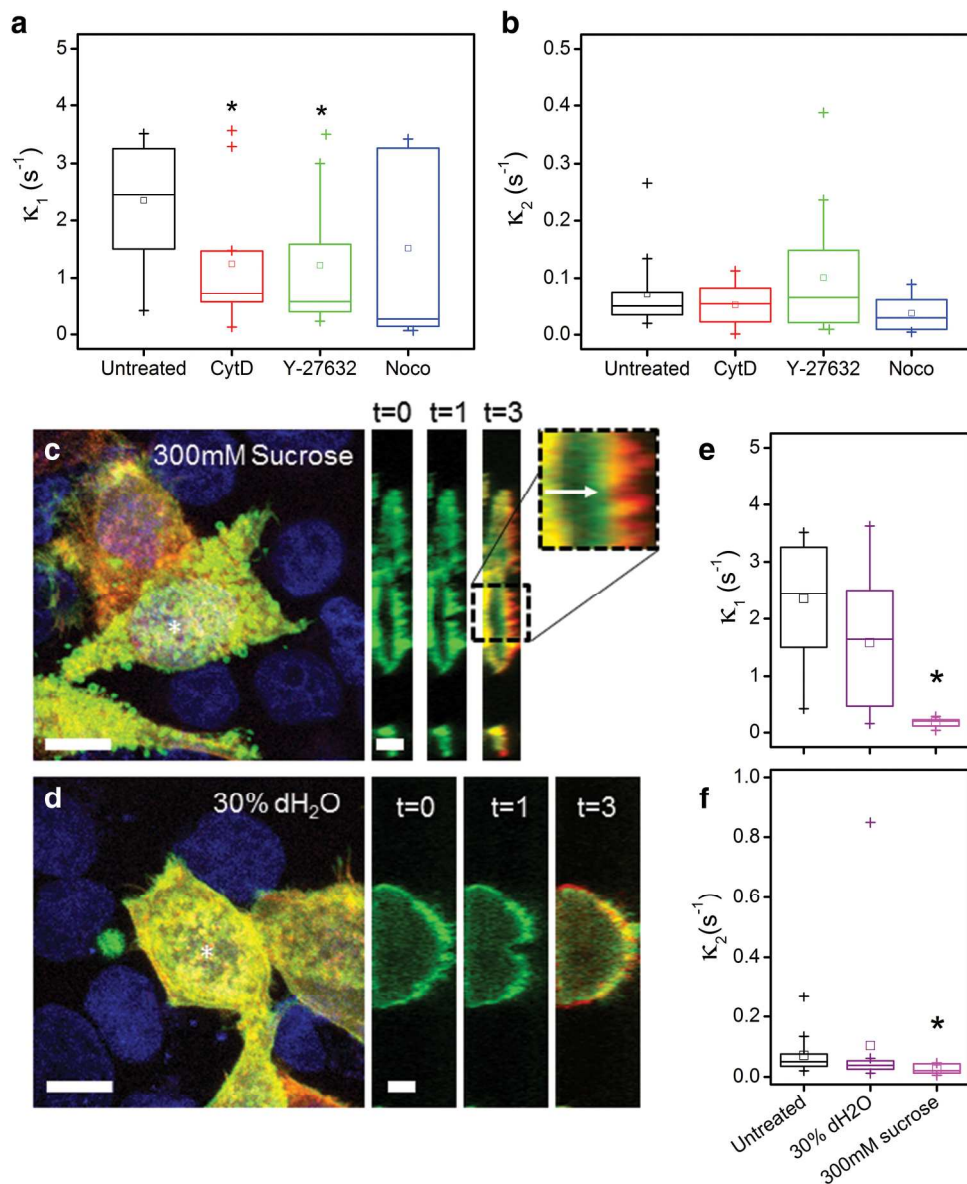 a
κ₁ (s⁻¹)
5
4
3
2
1
0
* *
Untreated CytD Y-27632 Noco
b
κ₂ (s⁻¹)
0.5
0.4
0.3
0.2
0.1
0.0
Untreated CytD Y-27632 Noco
c
300mM Sucrose
*
t=0 t=1 t=3
d
30% dH₂O
*
t=0 t=1 t=3
e
κ₁ (s⁻¹)
5
4
3
2
1
0
*
f
κ₂(s⁻¹)
1.0
0.8
0.6
0.4
0.2
0.0
*
Untreated
30% dH2O
300mM sucrose